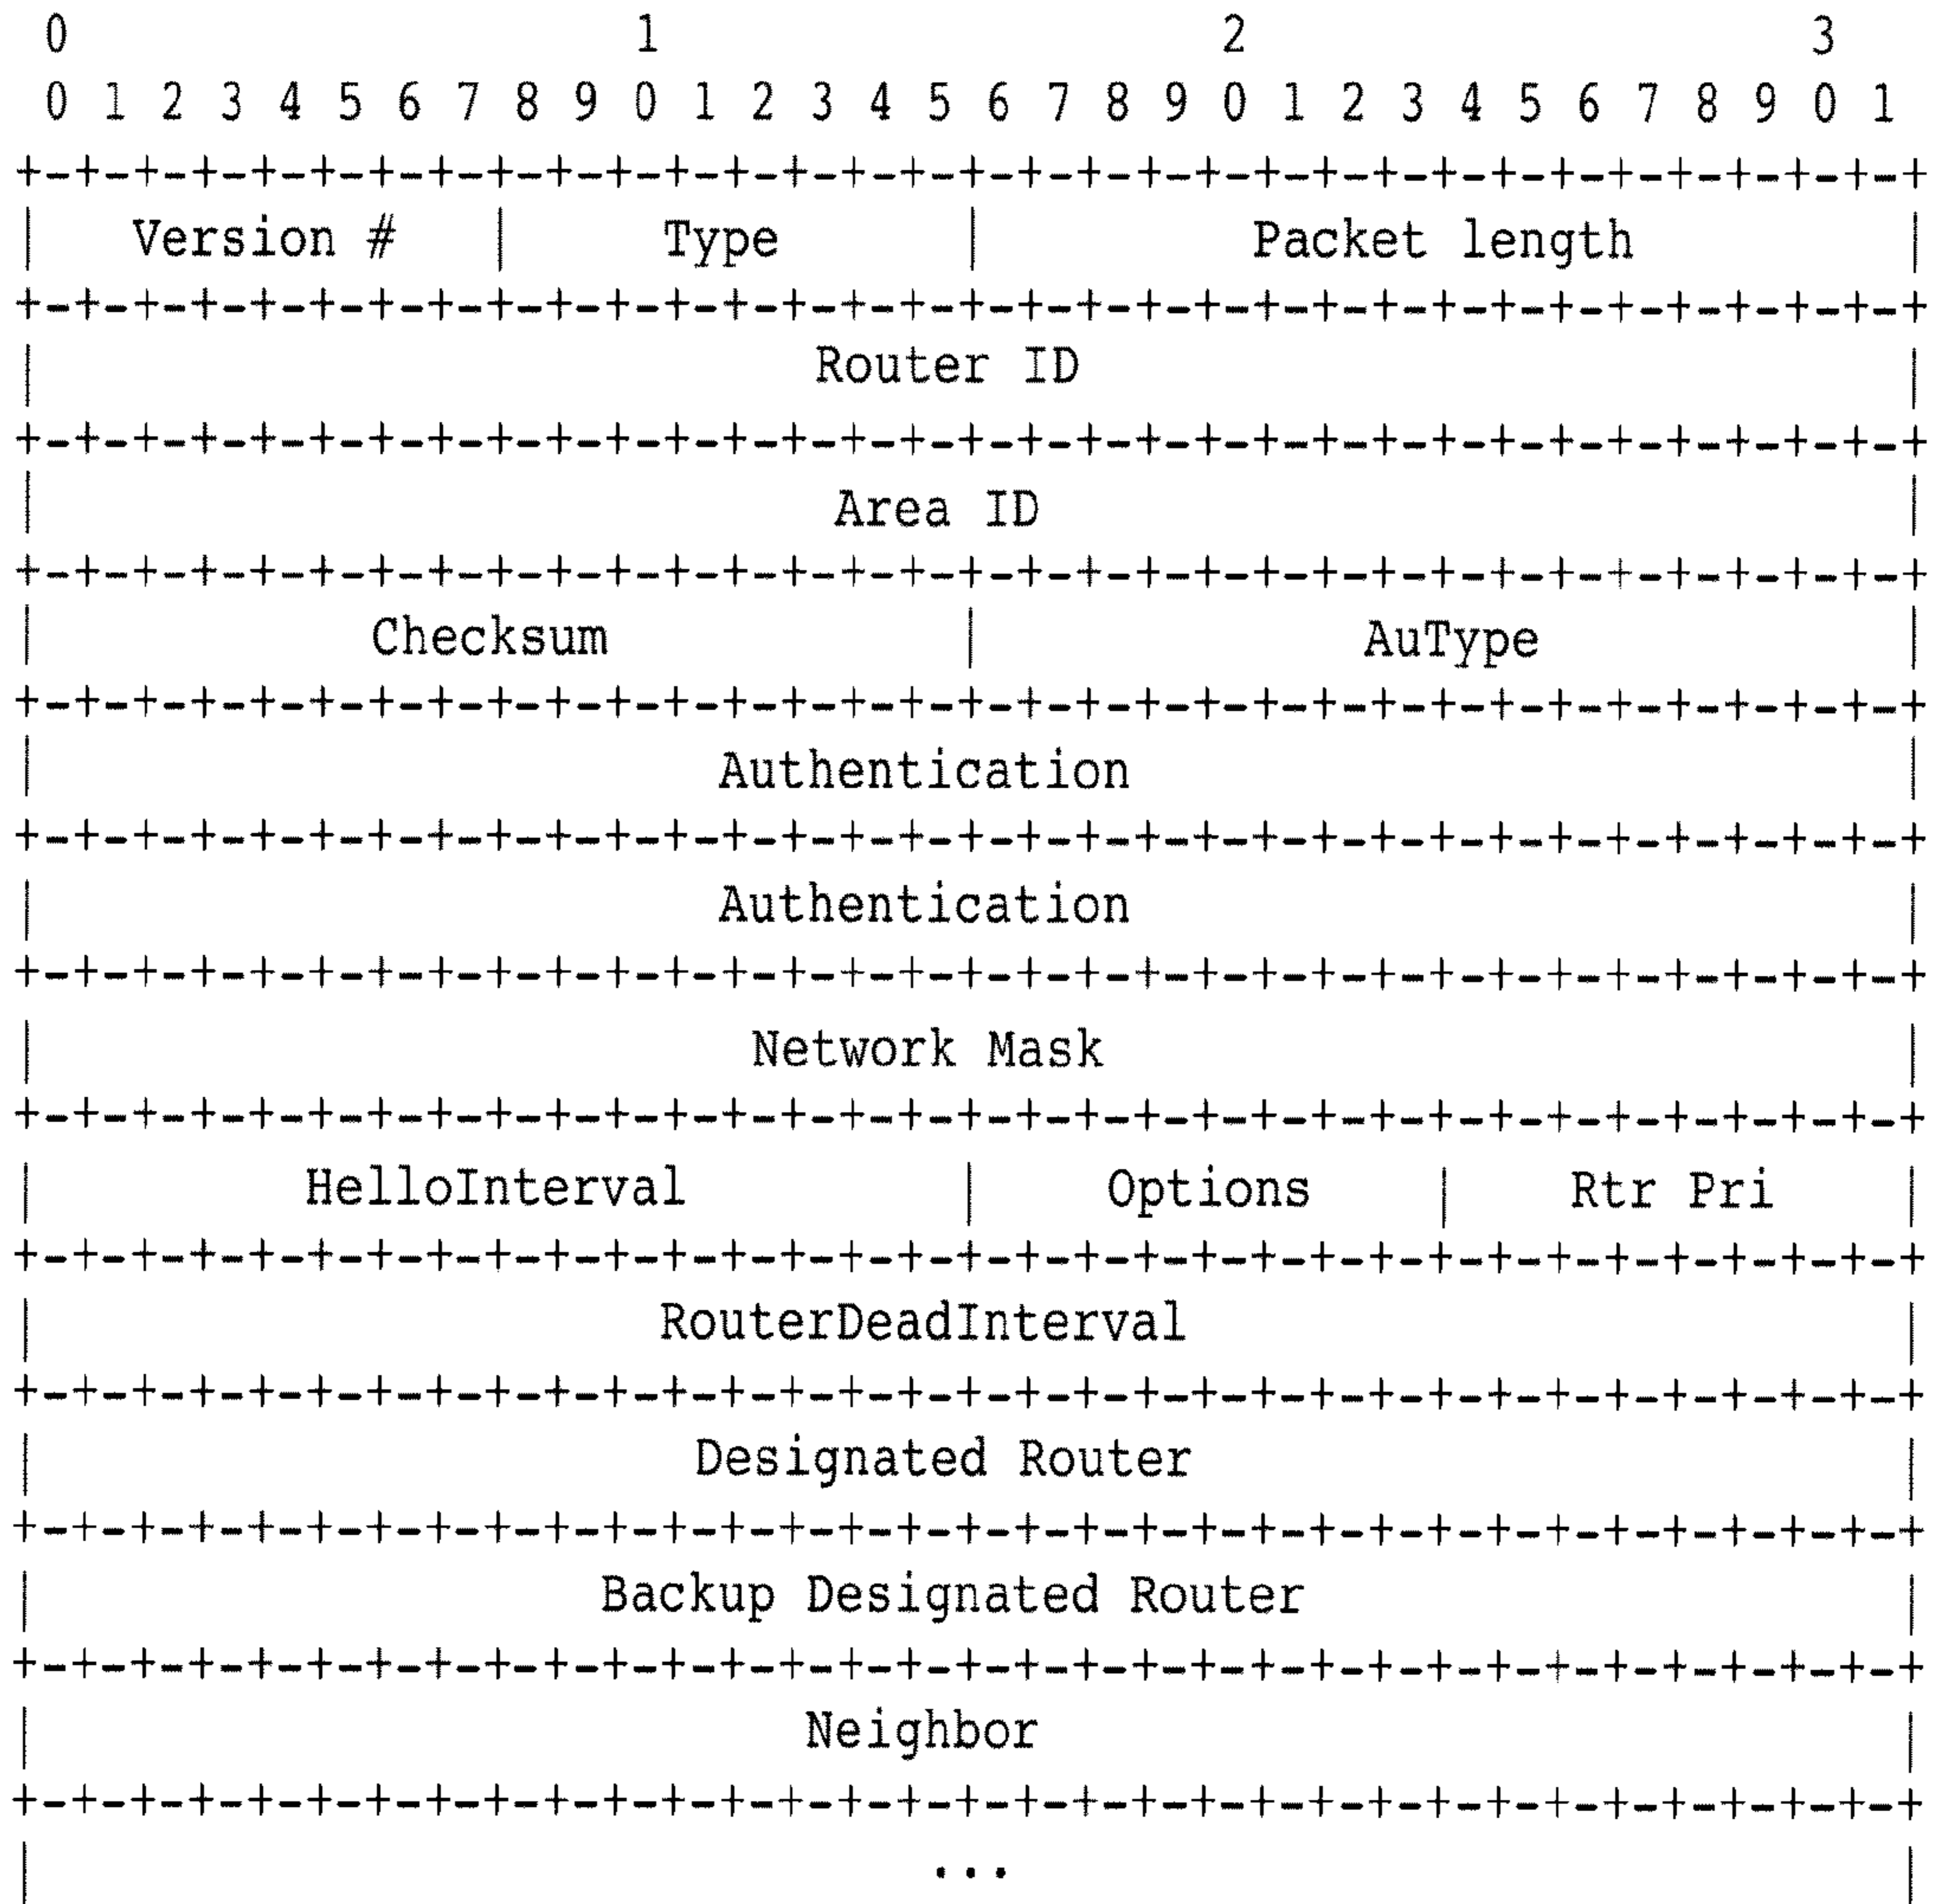 0 1 2 3
0 1 2 3 4 5 6 7 8 9 0 1 2 3 4 5 6 7 8 9 0 1 2 3 4 5 6 7 8 9 0 1
+-+-+-+-+-+-+-+-+-+-+-+-+-+-+-+-+-+-+-+-+-+-+-+-+-+-+-+-+-+-+-+-+
| Version # | Type | Packet length |
+-+-+-+-+-+-+-+-+-+-+-+-+-+-+-+-+-+-+-+-+-+-+-+-+-+-+-+-+-+-+-+-+
| Router ID |
+-+-+-+-+-+-+-+-+-+-+-+-+-+-+-+-+-+-+-+-+-+-+-+-+-+-+-+-+-+-+-+-+
| Area ID |
+-+-+-+-+-+-+-+-+-+-+-+-+-+-+-+-+-+-+-+-+-+-+-+-+-+-+-+-+-+-+-+-+
| Checksum | AuType |
+-+-+-+-+-+-+-+-+-+-+-+-+-+-+-+-+-+-+-+-+-+-+-+-+-+-+-+-+-+-+-+-+
| Authentication |
+-+-+-+-+-+-+-+-+-+-+-+-+-+-+-+-+-+-+-+-+-+-+-+-+-+-+-+-+-+-+-+-+
| Authentication |
+-+-+-+-+-+-+-+-+-+-+-+-+-+-+-+-+-+-+-+-+-+-+-+-+-+-+-+-+-+-+-+-+
| Network Mask |
+-+-+-+-+-+-+-+-+-+-+-+-+-+-+-+-+-+-+-+-+-+-+-+-+-+-+-+-+-+-+-+-+
| HelloInterval | Options | Rtr Pri |
+-+-+-+-+-+-+-+-+-+-+-+-+-+-+-+-+-+-+-+-+-+-+-+-+-+-+-+-+-+-+-+-+
| RouterDeadInterval |
+-+-+-+-+-+-+-+-+-+-+-+-+-+-+-+-+-+-+-+-+-+-+-+-+-+-+-+-+-+-+-+-+
| Designated Router |
+-+-+-+-+-+-+-+-+-+-+-+-+-+-+-+-+-+-+-+-+-+-+-+-+-+-+-+-+-+-+-+-+
| Backup Designated Router |
+-+-+-+-+-+-+-+-+-+-+-+-+-+-+-+-+-+-+-+-+-+-+-+-+-+-+-+-+-+-+-+-+
| Neighbor |
+-+-+-+-+-+-+-+-+-+-+-+-+-+-+-+-+-+-+-+-+-+-+-+-+-+-+-+-+-+-+-+-+
| ... |